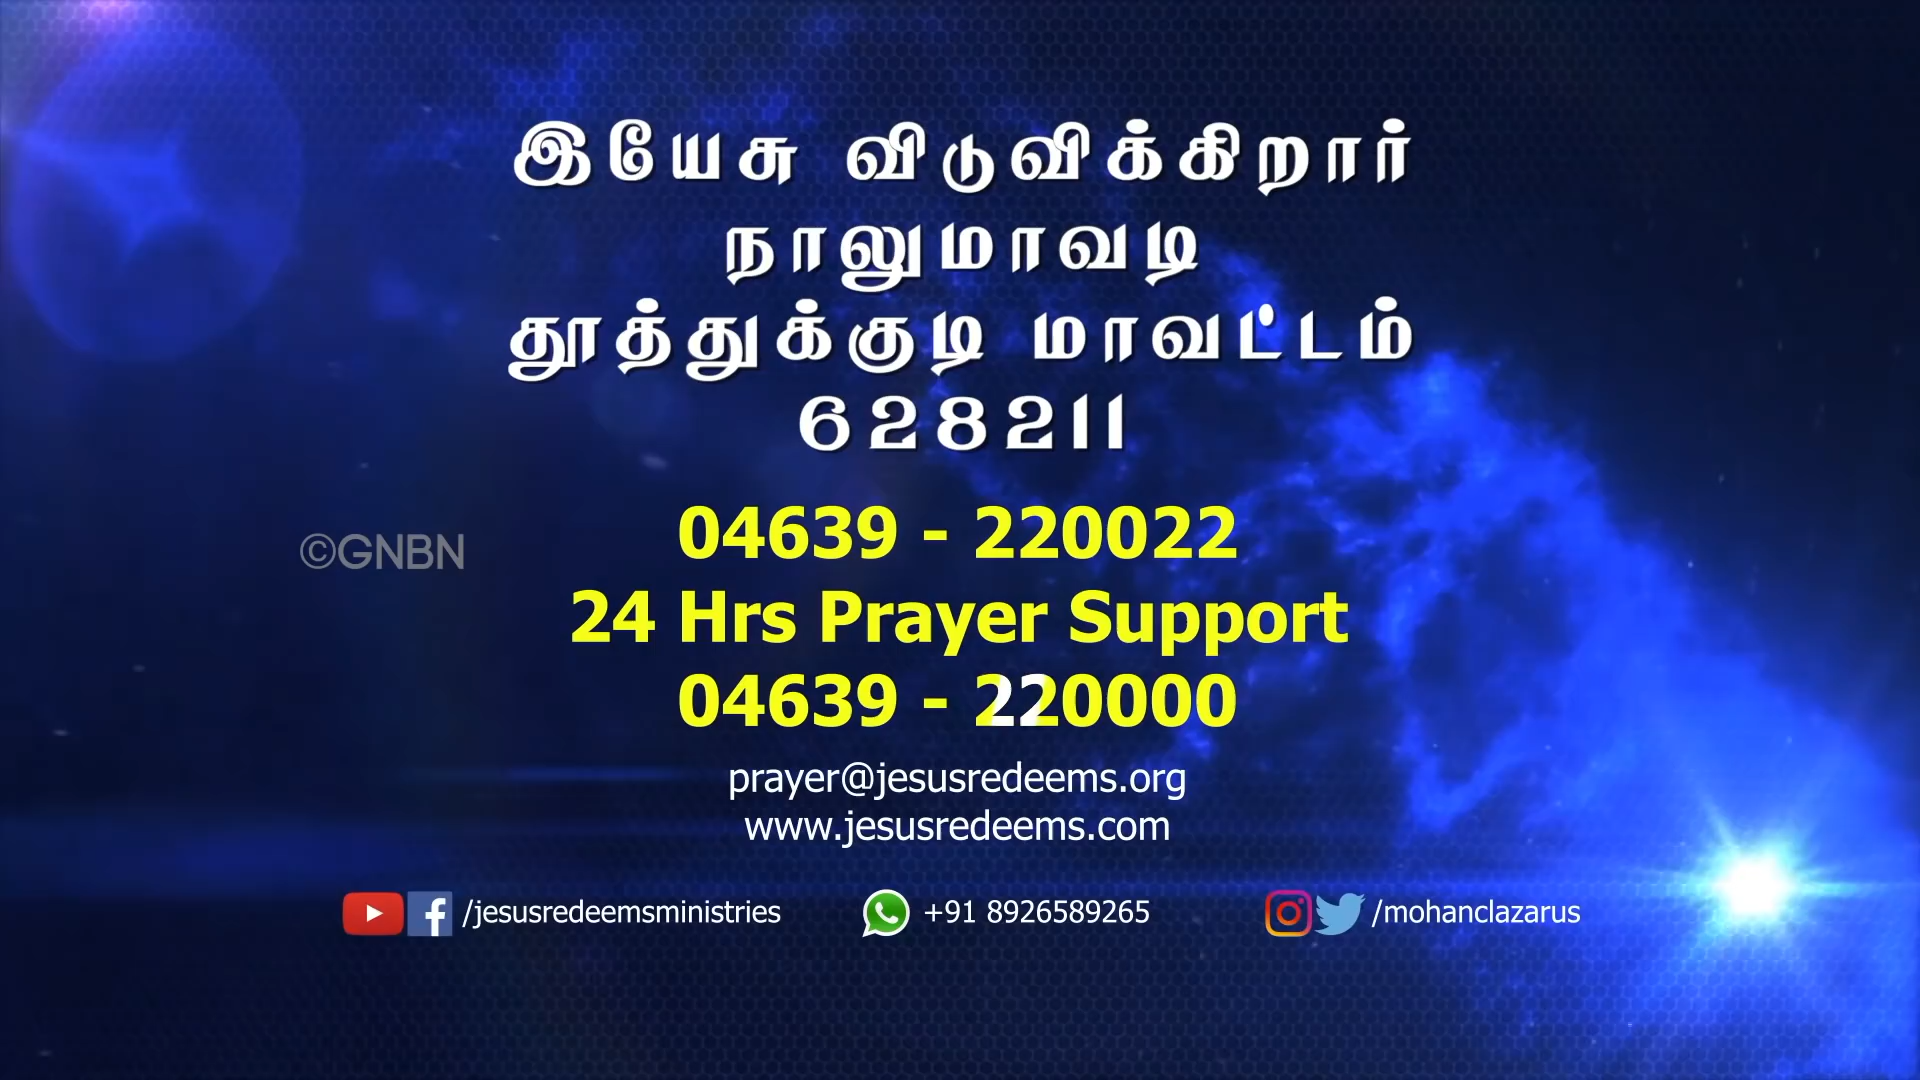 இயேசு விடுவிக்கிறார்
நாலுமாவடி
தூத்துக்குடி மாவட்டம்
628211
04639 - 220022
©GNBN
24 Hrs Prayer Support
04639 - 220000
prayer@jesusredeems.org
www.jesusredeems.com
/jesusredeemsministries
+91 8926589265
/mohanclazarus